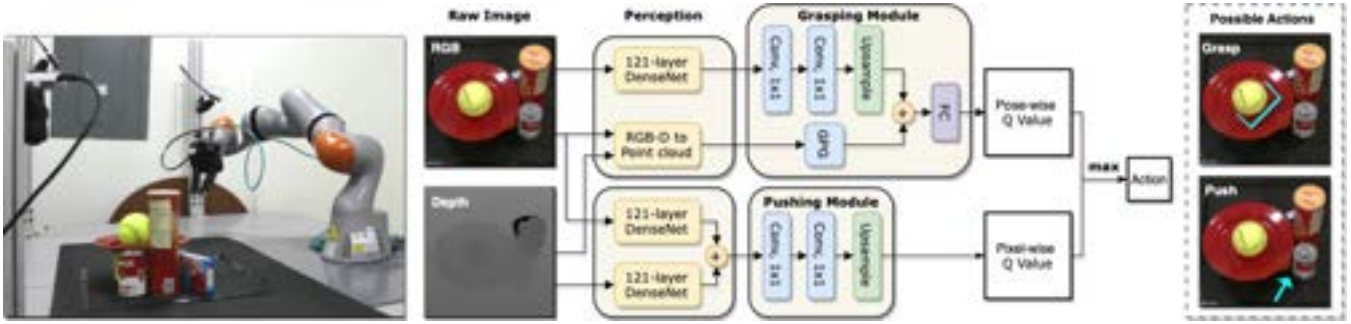 Raw Image
Perception
Grasping Module
Possible Actions
RGB
121-layer
DenseNet
Conv, 1x1
Conv, 1x1
Upsample
+
FC
RGB-D to
Point cloud
GPG
Pose-wise
Q Value
Grasp
max
Action
Depth
121-layer
DenseNet
+
121-layer
DenseNet
Pushing Module
Conv, 1x1
Conv, 1x1
Upsample
Pixel-wise
Q Value
Push